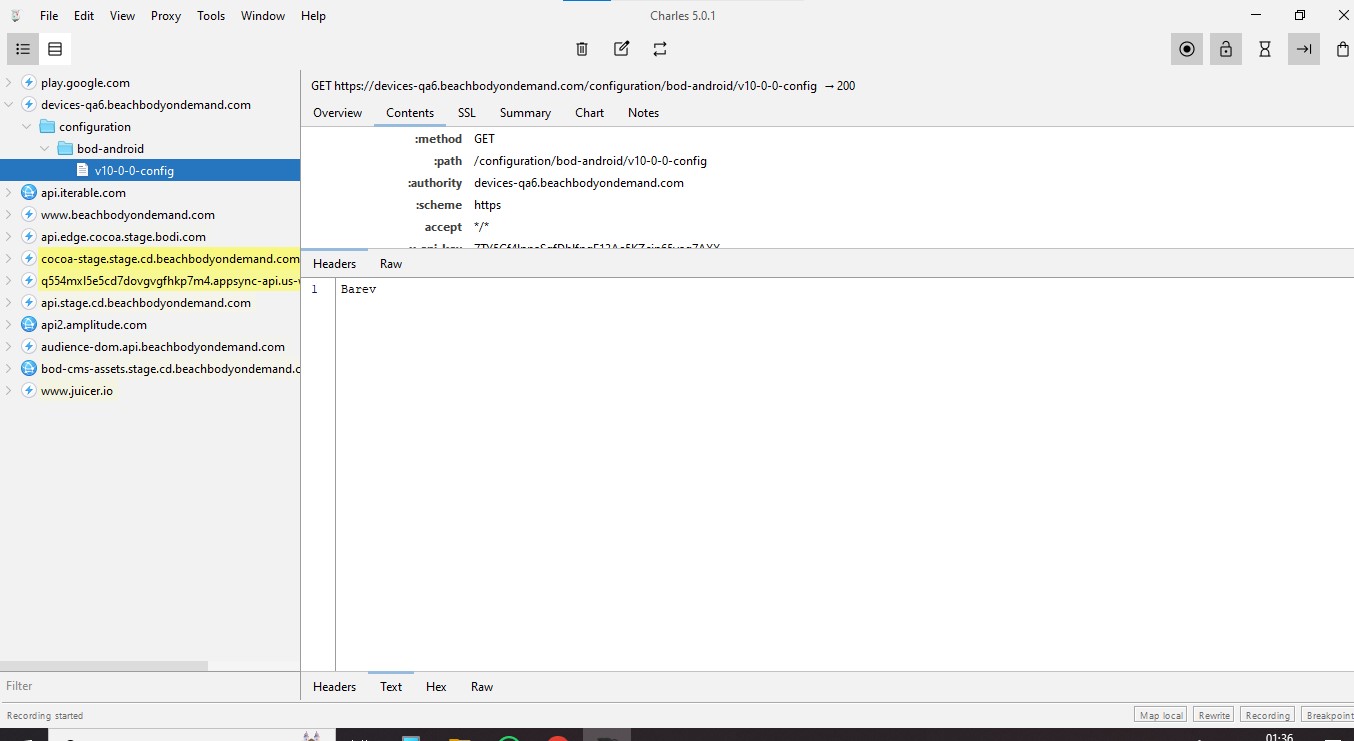 File Edit View Proxy Tools Window Help
Charles 5.0.1
play.google.com
devices-qa6.beachbodyondemand.com
configuration
bod-android
v10-0-0-config
api.iterable.com
www.beachbodyondemand.com
api.edge.cocoa.stage.bodi.com
cocoa-stage.stage.cd.beachbodyondemand.com
q554mxl5e5cd7dovgvgfhkp7m4.appsync-api.us-
api.stage.cd.beachbodyondemand.com
api2.amplitude.com
audience-dom.api.beachbodyondemand.com
bod-cms-assets.stage.cd.beachbodyondemand.c
www.juicer.io
Filter
GET https://devices-qa6.beachbodyondemand.com/configuration/bod-android/v10-0-0-config → 200
Overview Contents SSL Summary Chart Notes
:method GET
:path /configuration/bod-android/v10-0-0-config
:authority devices-qa6.beachbodyondemand.com
:scheme https
accept */*
Headers Raw
1 Barev
Headers Text Hex Raw
Recording started
Map local Rewrite Recording Breakpoint
01:36